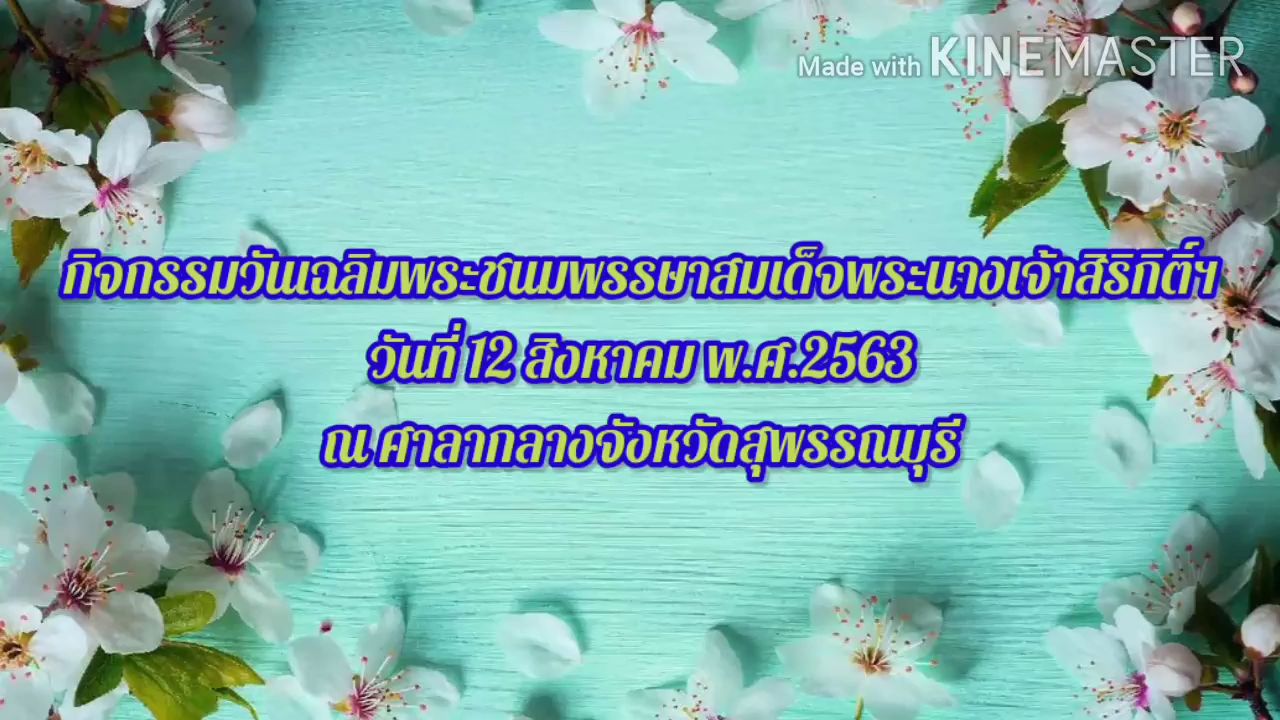 Made with KINEMASTER
กิจกรรมวันเฉลิมพระชนมพรรษาสมเด็จพระนางเจ้าสิริกิติ์ฯ
วันที่ 12 สิงหาคม พ.ศ.2563
ณ ศาลากลางจังหวัดสุพรรณบุรี